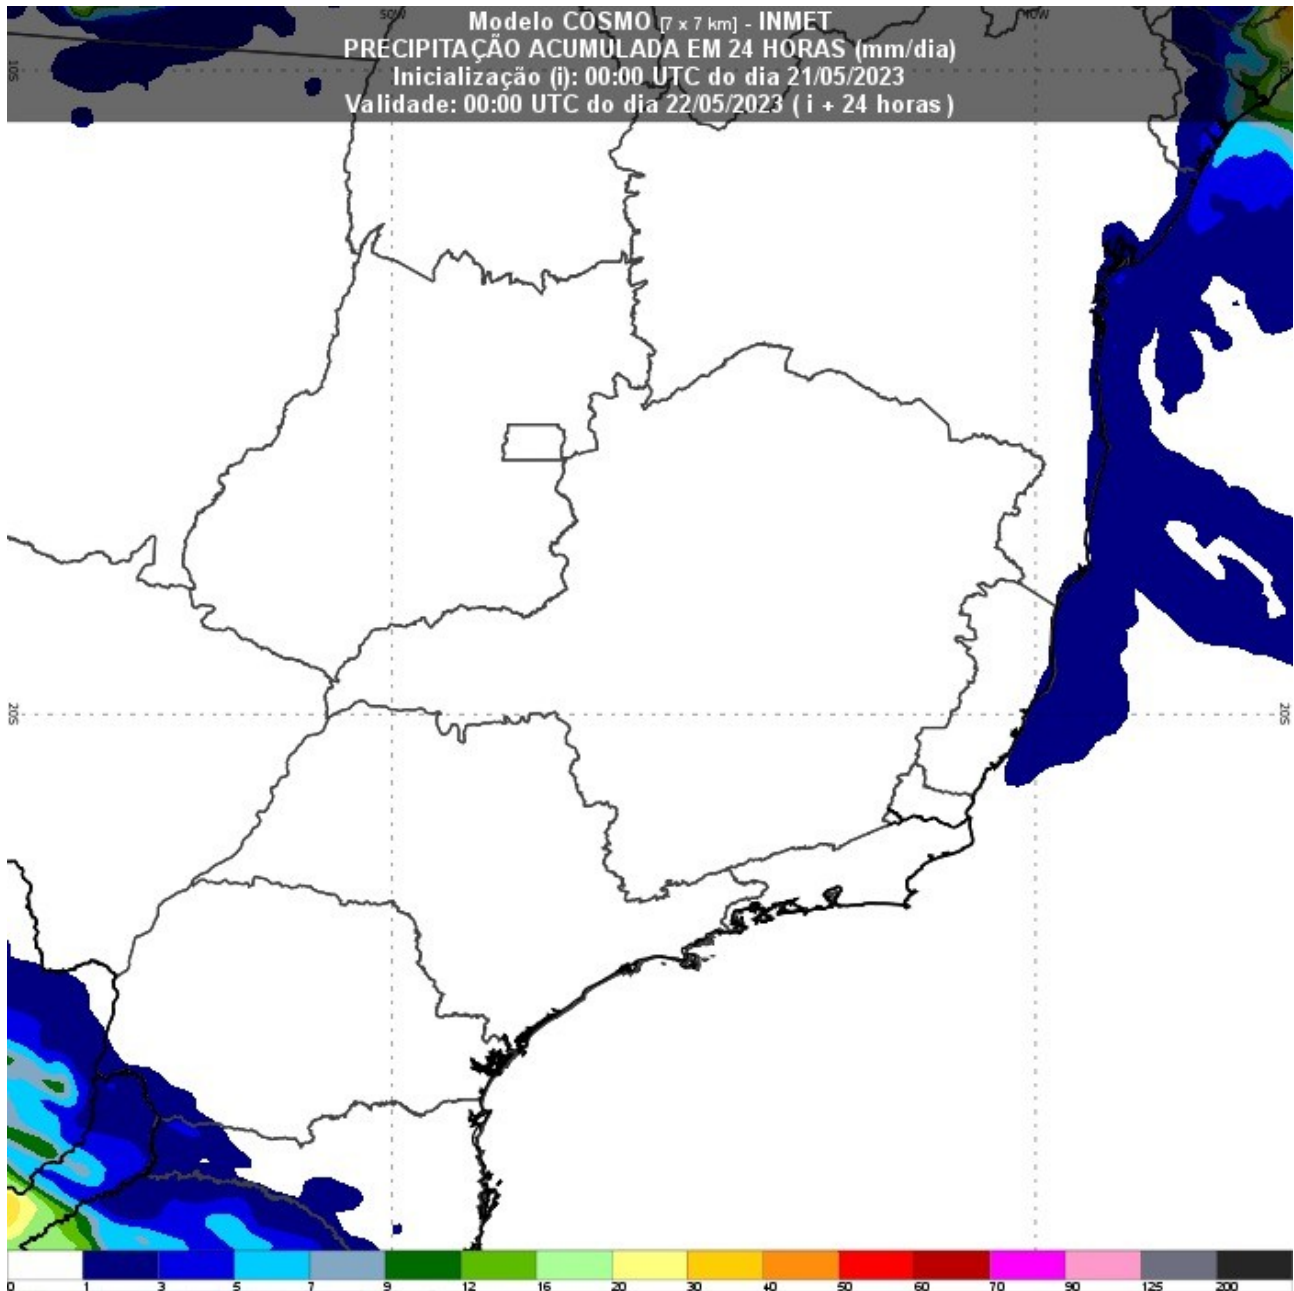 50W
40W
Modelo COSMO [7 x 7 km] - INMET
PRECIPITAÇÃO ACUMULADA EM 24 HORAS (mm/dia)
10S
Inicialização (i): 00:00 UTC do dia 21/05/2023
Validade: 00:00 UTC do dia 22/05/2023 ( i + 24 horas )
20S
20S
0 1 3 5 7 9 12 16 20 30 40 50 60 70 90 125 200